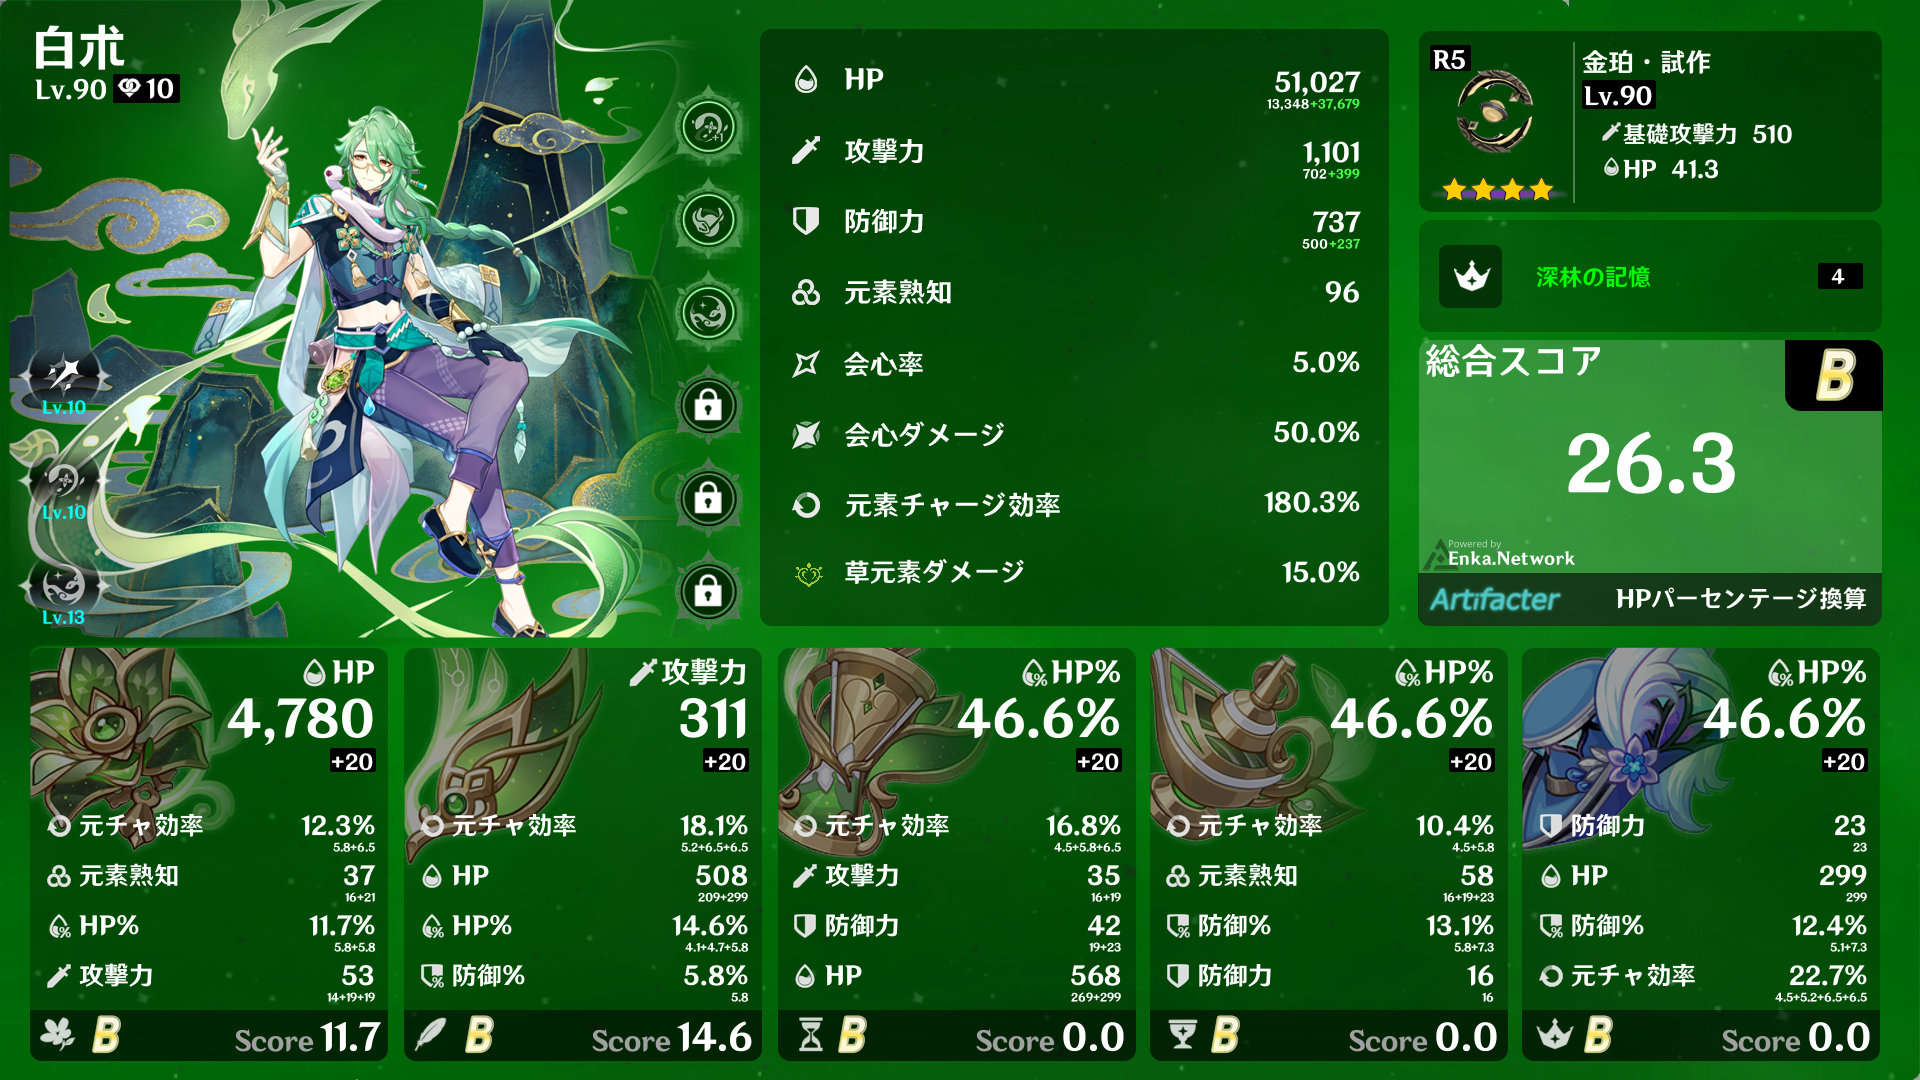 白朮
Lv.90 10
Lv.10
Lv.10
Lv.13
HP 51,027
13,348+37,679
攻撃力 1,101
702+399
防御力 737
500+237
元素熟知 96
会心率 5.0%
会心ダメージ 50.0%
元素チャージ効率 180.3%
草元素ダメージ 15.0%
R5
金珀・試作
Lv.90
基礎攻撃力 510
HP 41.3
深林の記憶 4
総合スコア B
26.3
Powered by
Enka.Network
Artifacter HPパーセンテージ換算
HP
4,780
+20
元チャ効率 12.3%
5.8+6.5
元素熟知 37
16+21
HP% 11.7%
5.8+5.8
攻撃力 53
14+19+19
B Score 11.7
攻撃力
311
+20
元チャ効率 18.1%
5.2+6.5+6.5
HP 508
209+299
HP% 14.6%
4.1+4.7+5.8
防御% 5.8%
5.8
B Score 14.6
HP%
46.6%
+20
元チャ効率 16.8%
4.5+5.8+6.5
攻撃力 35
16+19
防御力 42
19+23
HP 568
269+299
B Score 0.0
HP%
46.6%
+20
元チャ効率 10.4%
4.5+5.8
元素熟知 58
16+19+23
防御% 13.1%
5.8+7.3
防御力 16
16
B Score 0.0
HP%
46.6%
+20
防御力 23
23
HP 299
299
防御% 12.4%
5.1+7.3
元チャ効率 22.7%
4.5+5.2+6.5+6.5
B Score 0.0